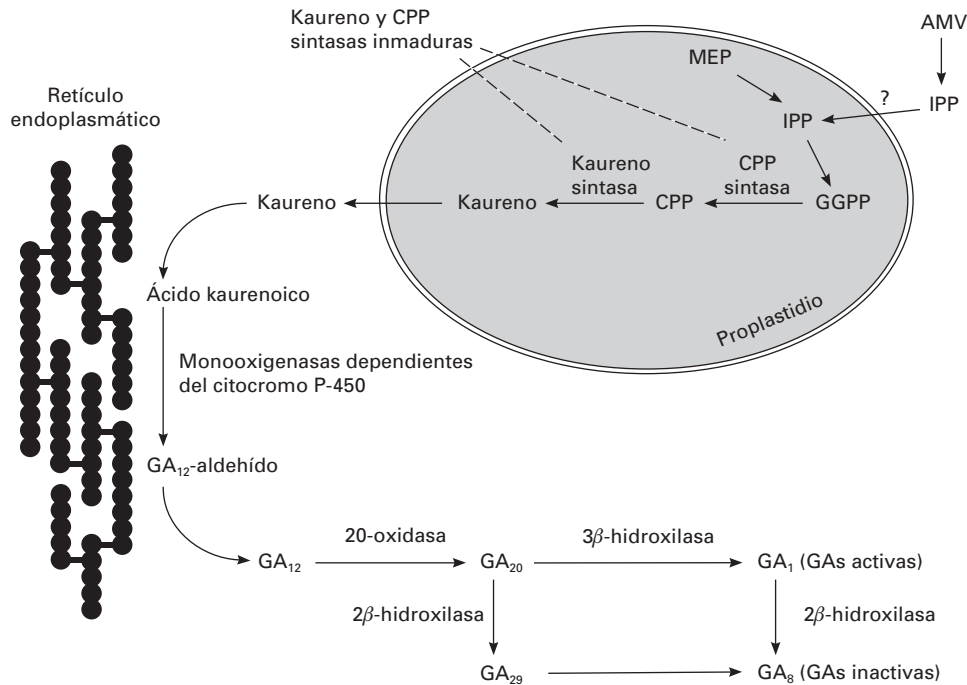 Kaureno y CPP
sintasas inmaduras
AMV
MEP
?
IPP
IPP
Retículo
endoplasmático
Kaureno
sintasa
CPP
sintasa
Kaureno
Kaureno
CPP
GGPP
Ácido kaurenoico
Proplastidio
Monooxigenasas dependientes
del citocromo P-450
GA₁₂-aldehído
20-oxidasa
3β-hidroxilasa
GA₁₂
GA₂₀
GA₁ (GAs activas)
2β-hidroxilasa
2β-hidroxilasa
GA₂₉
GA₈ (GAs inactivas)